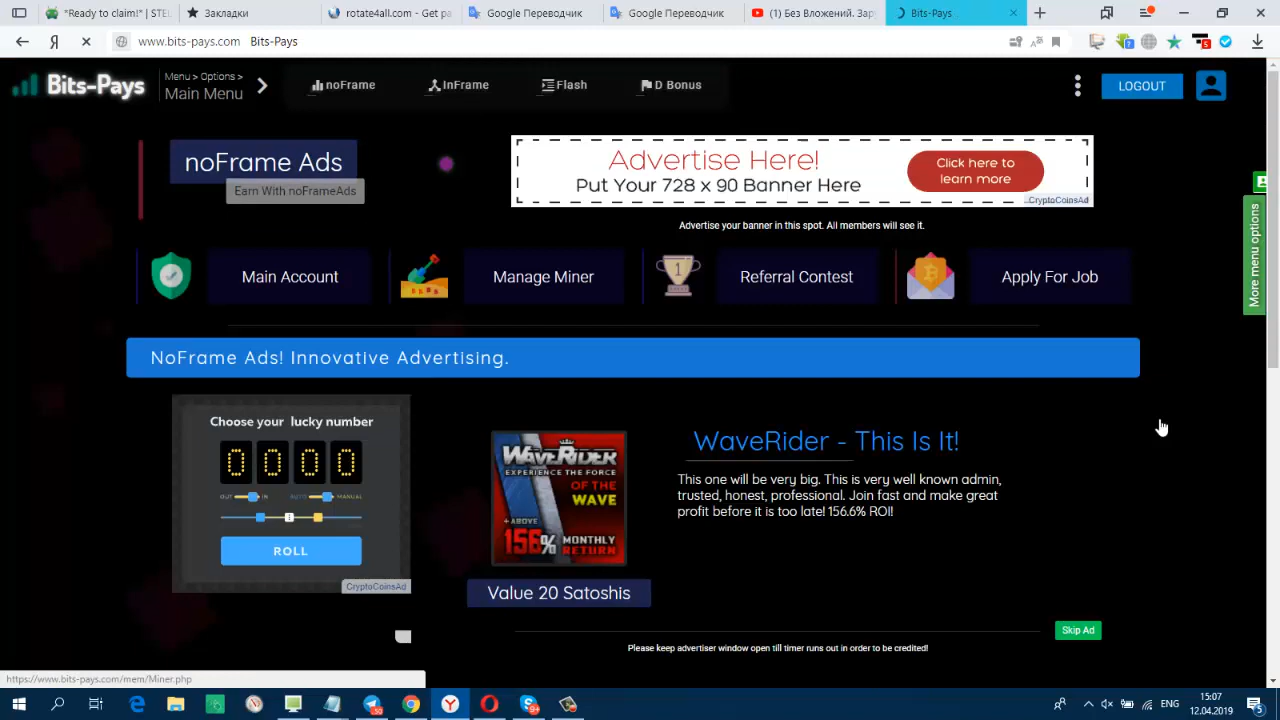 "Ready to claim!* | STEL
Закладки
rotate4all.com - Get pa
Google Переводчик
Google Переводчик
(1) Без Вложений. Зар
Bits-Pays
www.bits-pays.com Bits-Pays
Bits-Pays
Menu > Options >
Main Menu
noFrame
InFrame
Flash
D Bonus
LOGOUT
noFrame Ads
Earn With noFrameAds
Advertise Here!
Put Your 728 x 90 Banner Here
Click here to
learn more
CryptoCoinsAd
Advertise your banner in this spot. All members will see it.
More menu options
Main Account
Manage Miner
Referral Contest
Apply For Job
NoFrame Ads! Innovative Advertising.
Choose your lucky number
0 0 0 0
OUT IN AUTO MANUAL
1
ROLL
CryptoCoinsAd
WAVERIDER
EXPERIENCE THE FORCE
OF THE
WAVE
+ ABOVE
156% MONTHLY
RETURN
Value 20 Satoshis
WaveRider - This Is It!
This one will be very big. This is very well known admin,
trusted, honest, professional. Join fast and make great
profit before it is too late! 156.6% ROI!
Skip Ad
Please keep advertiser window open till timer runs out in order to be credited!
https://www.bits-pays.com/mem/Miner.php
ENG
15:07
12.04.2019